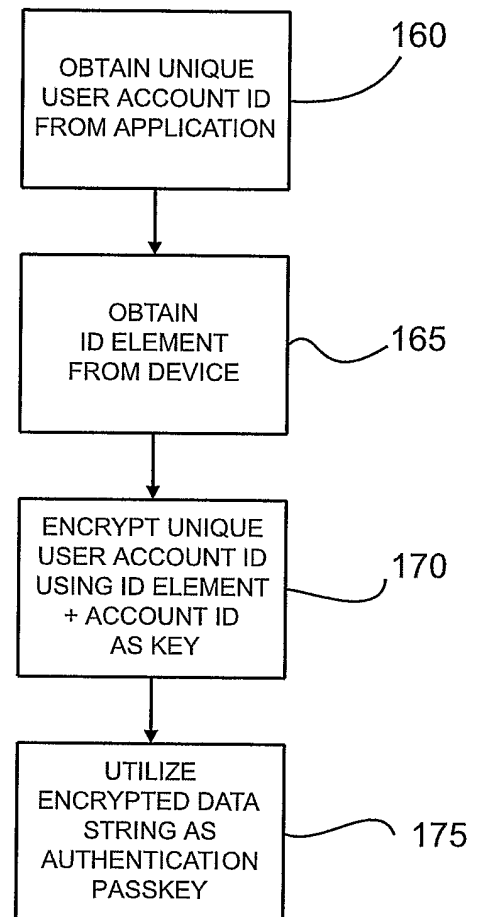 160
OBTAIN UNIQUE
USER ACCOUNT ID
FROM APPLICATION
OBTAIN
ID ELEMENT
FROM DEVICE
165
ENCRYPT UNIQUE
USER ACCOUNT ID
USING ID ELEMENT
+ ACCOUNT ID
AS KEY
170
UTILIZE
ENCRYPTED DATA
STRING AS
AUTHENTICATION
PASSKEY
175